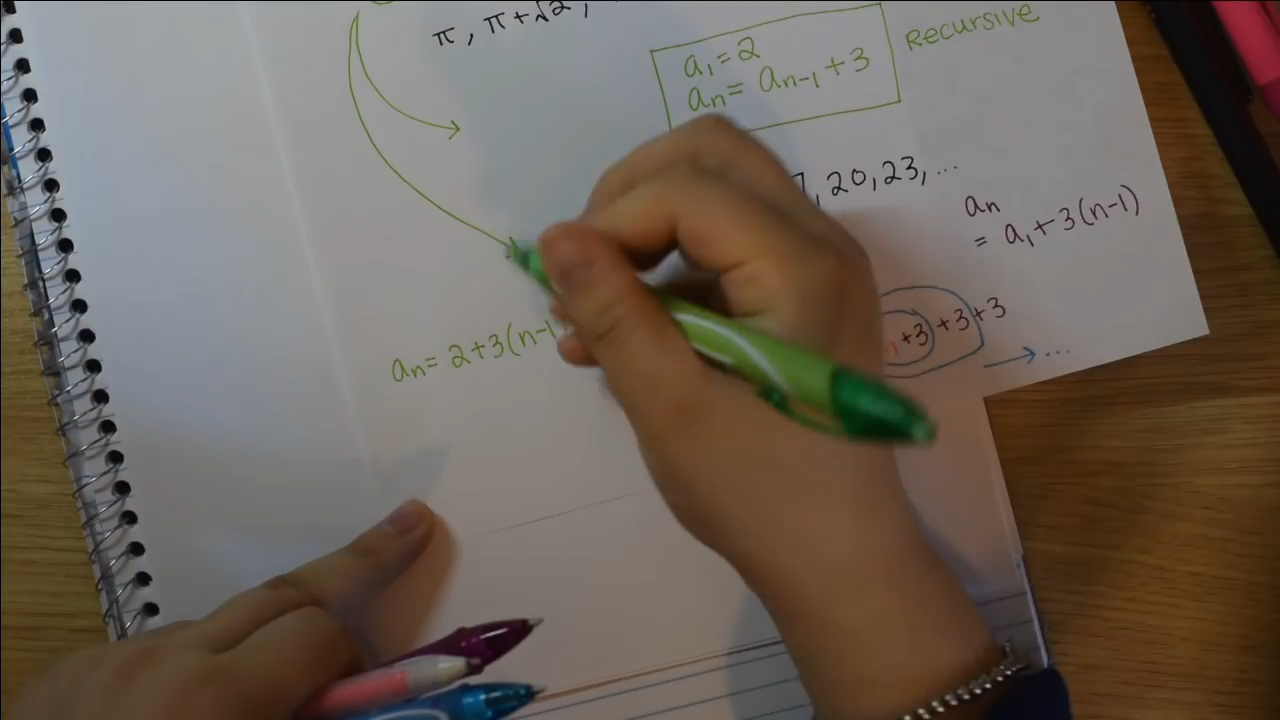 π, π+√2,
a₁=2
aₙ= aₙ₋₁+3
Recursive
,20,23,...
aₙ
= a₁+3(n-1)
+3 +3 +3
...
aₙ= 2+3(n-1